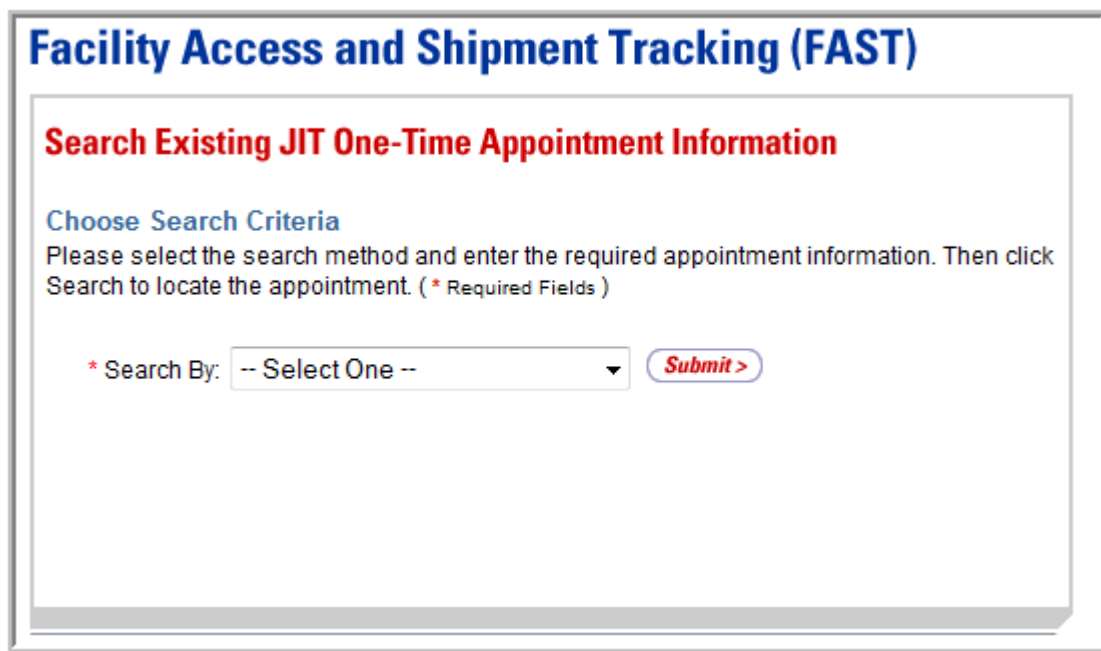 Facility Access and Shipment Tracking (FAST)
Search Existing JIT One-Time Appointment Information
Choose Search Criteria
Please select the search method and enter the required appointment information. Then click
Search to locate the appointment. ( * Required Fields )
* Search By: -- Select One -- Submit >